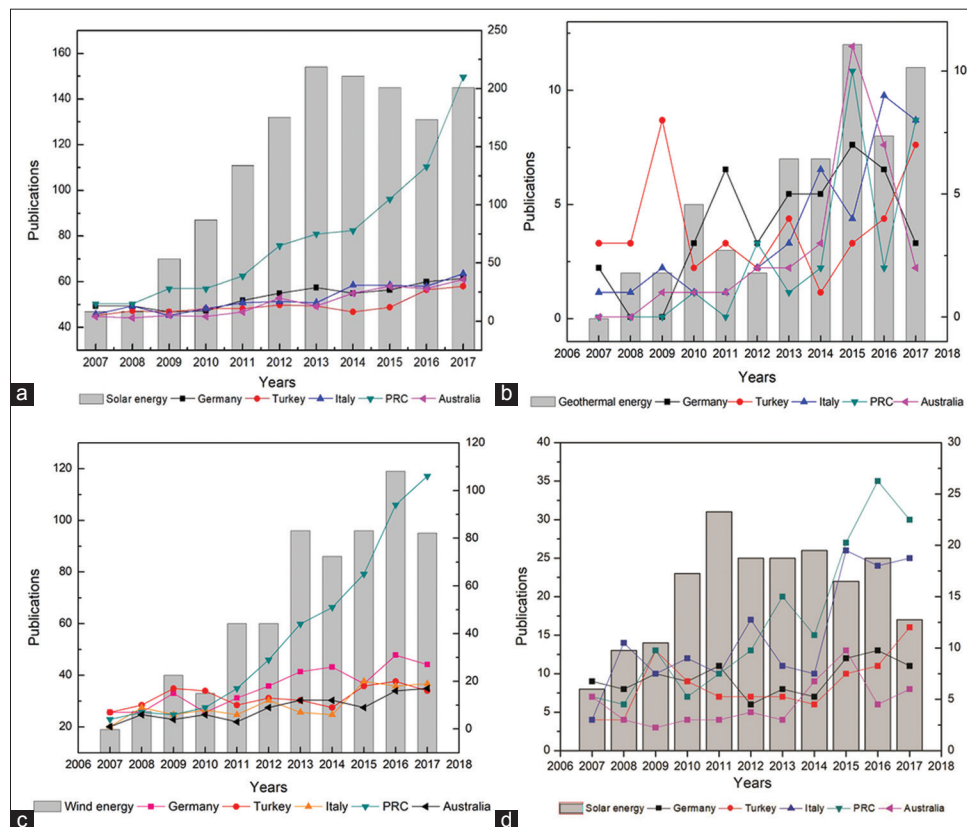 160
140
120
100
80
60
40
Publications
250
200
150
100
50
0
2007 2008 2009 2010 2011 2012 2013 2014 2015 2016 2017
Years
a
Solar energy Germany Turkey Italy PRC Australia
10
5
0
Publications
10
5
0
2006 2007 2008 2009 2010 2011 2012 2013 2014 2015 2016 2017 2018
Years
b
Geothermal energy Germany Turkey Italy PRC Australia
120
100
80
60
40
20
Publications
120
100
80
60
40
20
0
2006 2007 2008 2009 2010 2011 2012 2013 2014 2015 2016 2017 2018
Years
c
Wind energy Germany Turkey Italy PRC Australia
40
35
30
25
20
15
10
5
0
Publications
30
25
20
15
10
5
0
2006 2007 2008 2009 2010 2011 2012 2013 2014 2015 2016 2017 2018
Years
d
Solar energy Germany Turkey Italy PRC Australia